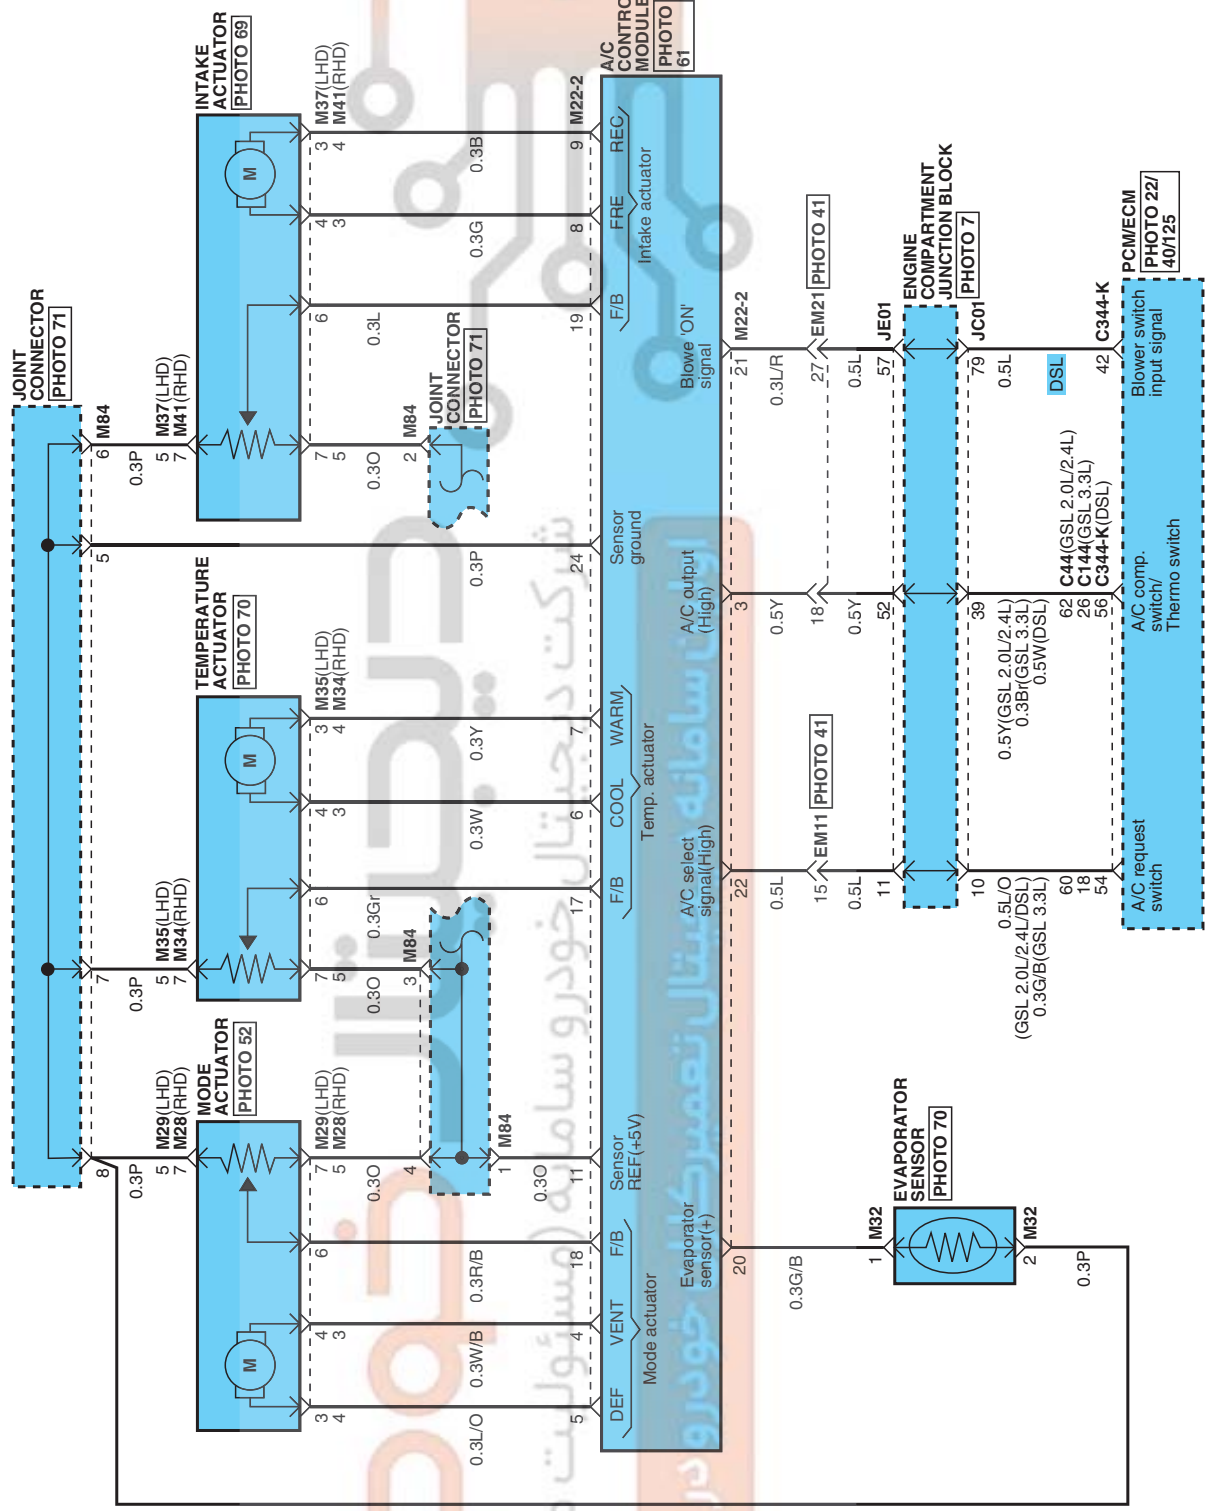 JOINT
CONNECTOR
PHOTO 71
8
0.3P
7
0.3P
5
6
M84
0.3P
5
7
M29(LHD)
M28(RHD)
5
7
M35(LHD)
M34(RHD)
5
7
M37(LHD)
M41(RHD)
MODE
ACTUATOR
PHOTO 52
M
TEMPERATURE
ACTUATOR
PHOTO 70
M
INTAKE
ACTUATOR
PHOTO 69
M
3
4
4
3
6
7
5
M29(LHD)
M28(RHD)
7
5
6
4
3
3
4
M35(LHD)
M34(RHD)
7
5
6
4
3
3
4
M37(LHD)
M41(RHD)
0.3O
0.3O
0.3Gr
0.3O
0.3L
4
3
M84
2
M84
JOINT
CONNECTOR
PHOTO 71
1
M84
0.3L/O
0.3W/B
0.3R/B
0.3O
0.3W
0.3Y
0.3P
0.3G
0.3B
5
4
18
11
17
6
7
24
19
8
9
M22-2
A/C
CONTROL
MODULE
PHOTO
61
DEF
VENT
F/B
Mode actuator
Sensor
REF(+5V)
F/B
COOL
WARM
Temp. actuator
Sensor
ground
F/B
FRE
REC
Intake actuator
Evaporator
sensor(+)
A/C select
signal(High)
A/C output
(High)
Blowe 'ON'
signal
20
22
3
21
M22-2
0.3G/B
0.5L
0.5Y
0.3L/R
15
EM11
PHOTO 41
18
27
EM21
PHOTO 41
0.5L
0.5Y
0.5L
11
52
57
JE01
1
M32
EVAPORATOR
SENSOR
PHOTO 70
2
M32
0.3P
ENGINE
COMPARTMENT
JUNCTION BLOCK
PHOTO 7
10
39
79
JC01
0.5L/O
(GSL 2.0L/2.4L/DSL)
0.3G/B(GSL 3.3L)
0.5Y(GSL 2.0L/2.4L)
0.3Br(GSL 3.3L)
0.5W(DSL)
0.5L
DSL
60
18
54
62
C44(GSL 2.0L/2.4L)
26
C144(GSL 3.3L)
56
C344-K(DSL)
42
C344-K
A/C request
switch
A/C comp.
switch/
Thermo switch
Blower switch
input signal
PCM/ECM
PHOTO 22/
40/125
دیجیتال خودرو
شرکت دیجیتال خودرو سامانه (مسئولیت
اولین سامانه دیجیتال تعمیرکاران خودرو در